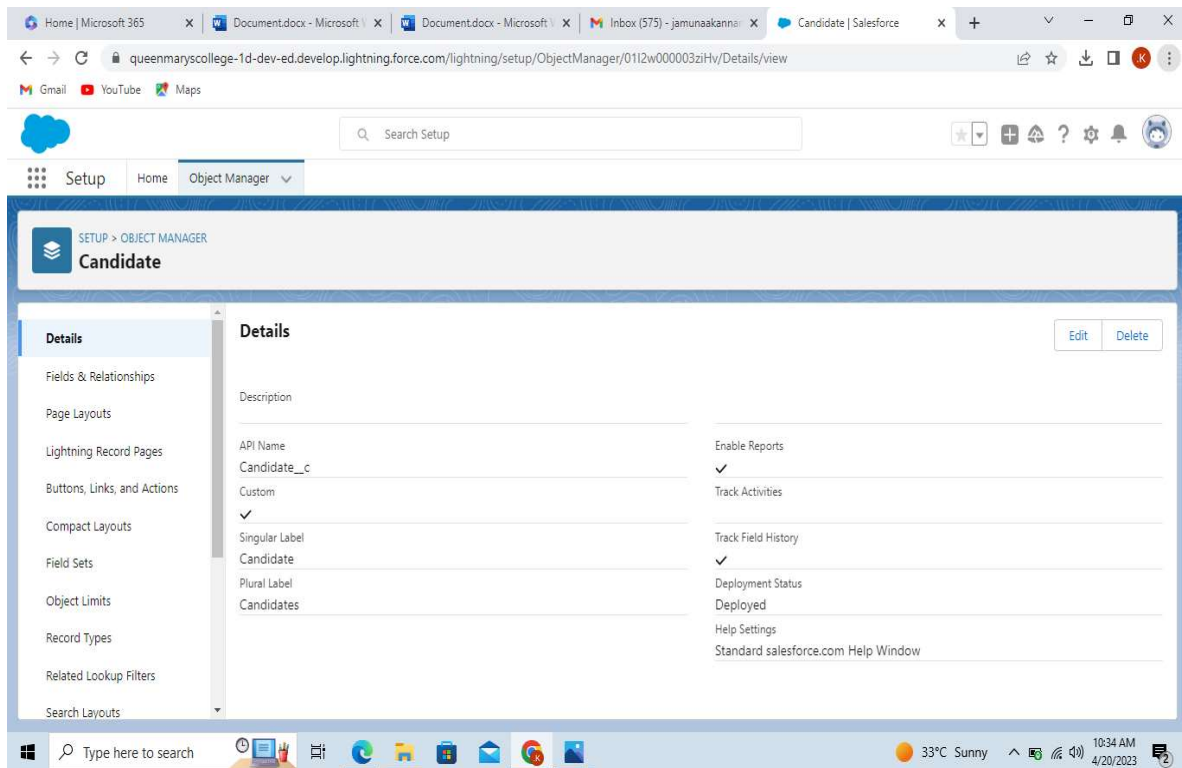 Home | Microsoft 365
Document.docx - Microsoft
Document.docx - Microsoft
Inbox (575) - jamunaakannan
Candidate | Salesforce
queenmaryscollege-1d-dev-ed.develop.lightning.force.com/lightning/setup/ObjectManager/01I2w000003ziHv/Details/view
.K
Gmail YouTube Maps
Search Setup
Setup Home Object Manager
SETUP > OBJECT MANAGER
Candidate
Details
Fields & Relationships
Page Layouts
Lightning Record Pages
Buttons, Links, and Actions
Compact Layouts
Field Sets
Object Limits
Record Types
Related Lookup Filters
Search Layouts
Details
Edit Delete
Description
API Name
Candidate__c
Custom
Singular Label
Candidate
Plural Label
Candidates
Enable Reports
Track Activities
Track Field History
Deployment Status
Deployed
Help Settings
Standard salesforce.com Help Window
Type here to search
33°C Sunny
10:34 AM
4/20/2023
2